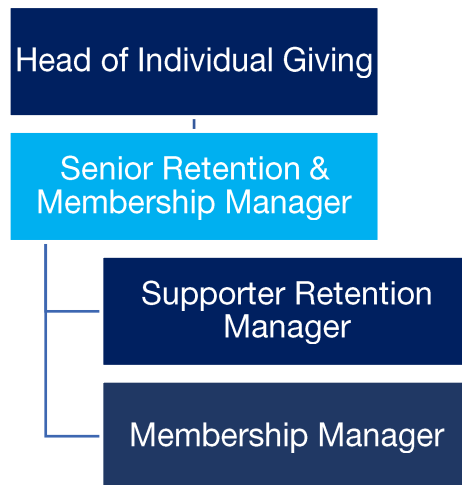 Head of Individual Giving
Senior Retention &
Membership Manager
Supporter Retention
Manager
Membership Manager